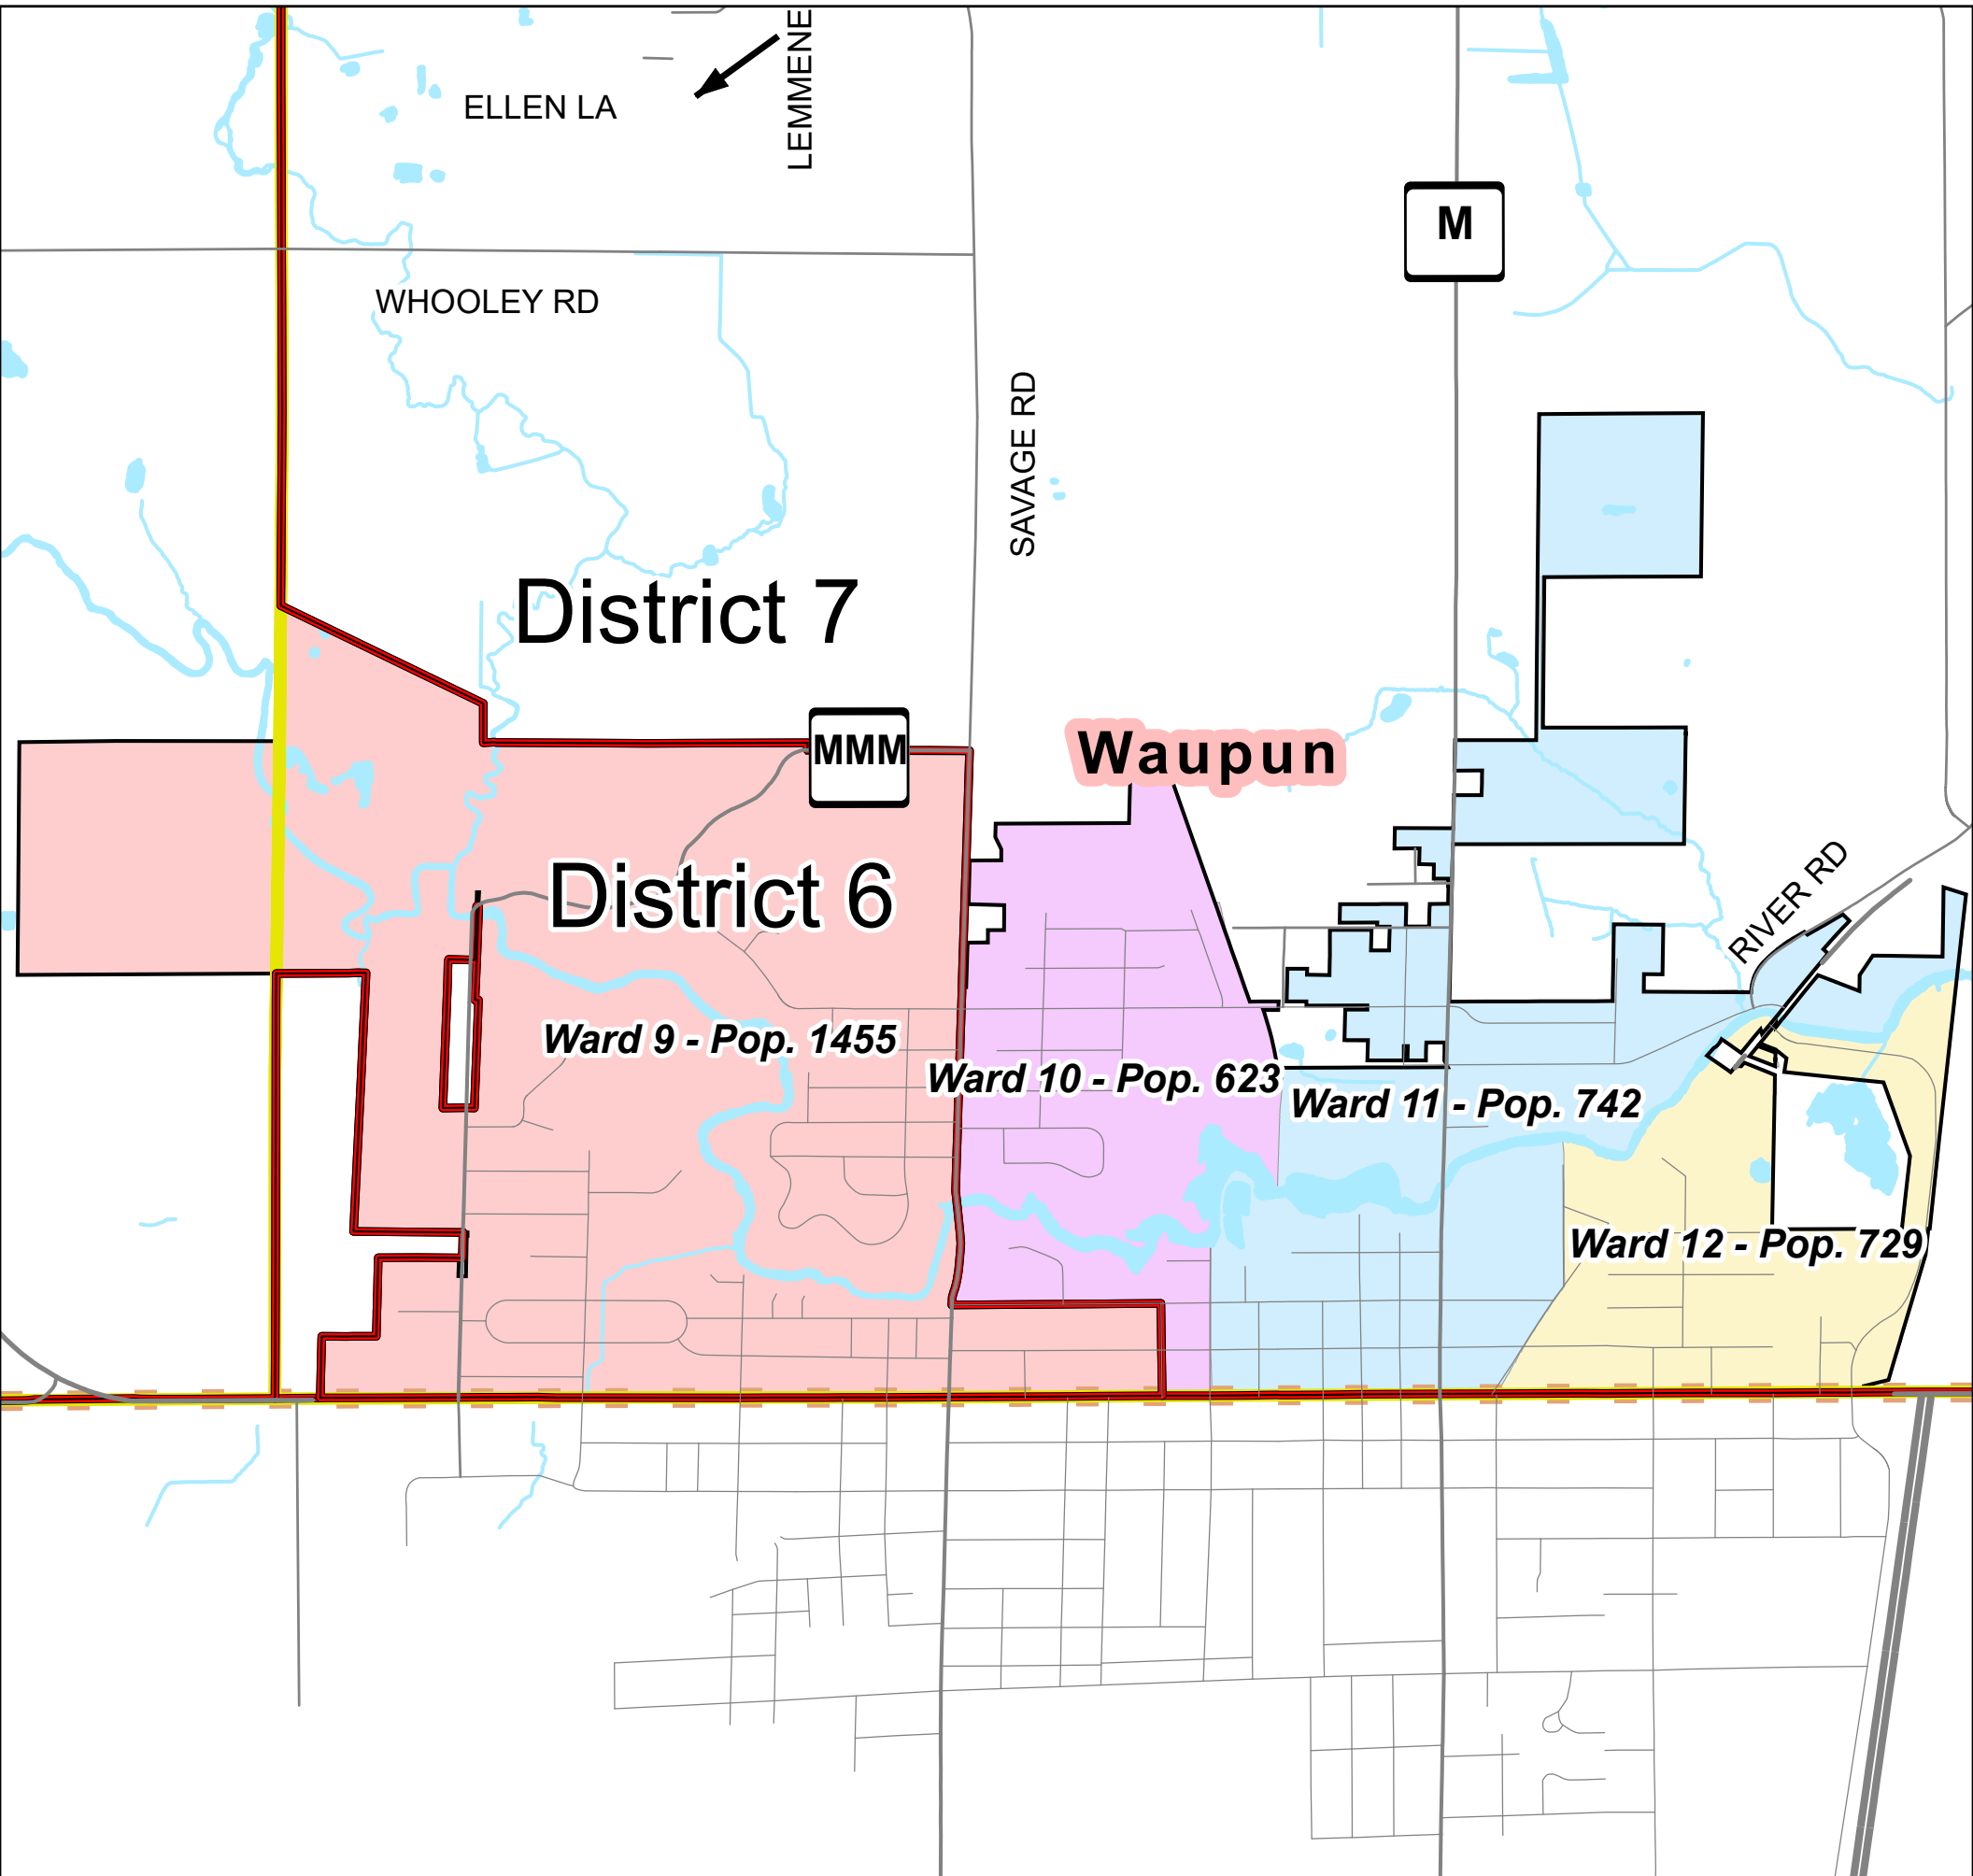 LEMMENE
ELLEN LA
M
WHOOLEY RD
SAVAGE RD
District 7
MMM
Waupun
District 6
RIVER RD
Ward 9 - Pop. 1455
Ward 10 - Pop. 623
Ward 11 - Pop. 742
Ward 12 - Pop. 729